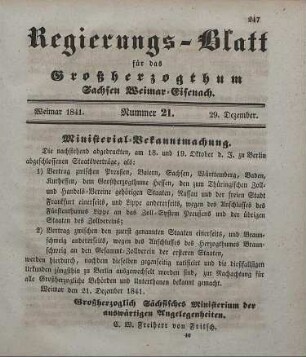 247
Regierungs-Blatt
für das
Großherzogthum
Sachsen Weimar-Eisenach.
Weimar 1841. Nummer 21. 29. Dezember.
Ministerial-Bekanntmachung.
Die nachstehend abgedruckten, am 18. und 19. Oktober d. J. zu Berlin
abgeschlossenen Staatsverträge, als:
1) Vertrag zwischen Preußen, Baiern, Sachsen, Württemberg, Baden,
Kurhessen, dem Großherzogthume Hessen, den zum Thüringischen Zoll-
und Handels-Vereine gehörigen Staaten, Nassau und der freien Stadt
Frankfurt einerseits, und Lippe andererseits, wegen des Anschlusses des
Fürstenthumes Lippe an das Zoll-System Preußens und der übrigen
Staaten des Zollvereins;
2) Vertrag zwischen den zuerst genannten Staaten einerseits, und Braun-
schweig andererseits, wegen des Anschlusses des Herzogthumes Braun-
schweig an den Gesammt-Zollverein der ersteren Staaten,
werden hierdurch, nachdem dieselben gegenseitig ratifizirt und die
zu Berlin ausgewechselt worden sind, zur Nachachtung für
alle Großherzogliche Behörden und Unterthanen bekannt gemacht.
Weimar den 21. Dezember 1841.
Großherzoglich Sächsisches Ministerium der
auswärtigen Angelegenheiten.
C. W. Freiherr von Fritsch.